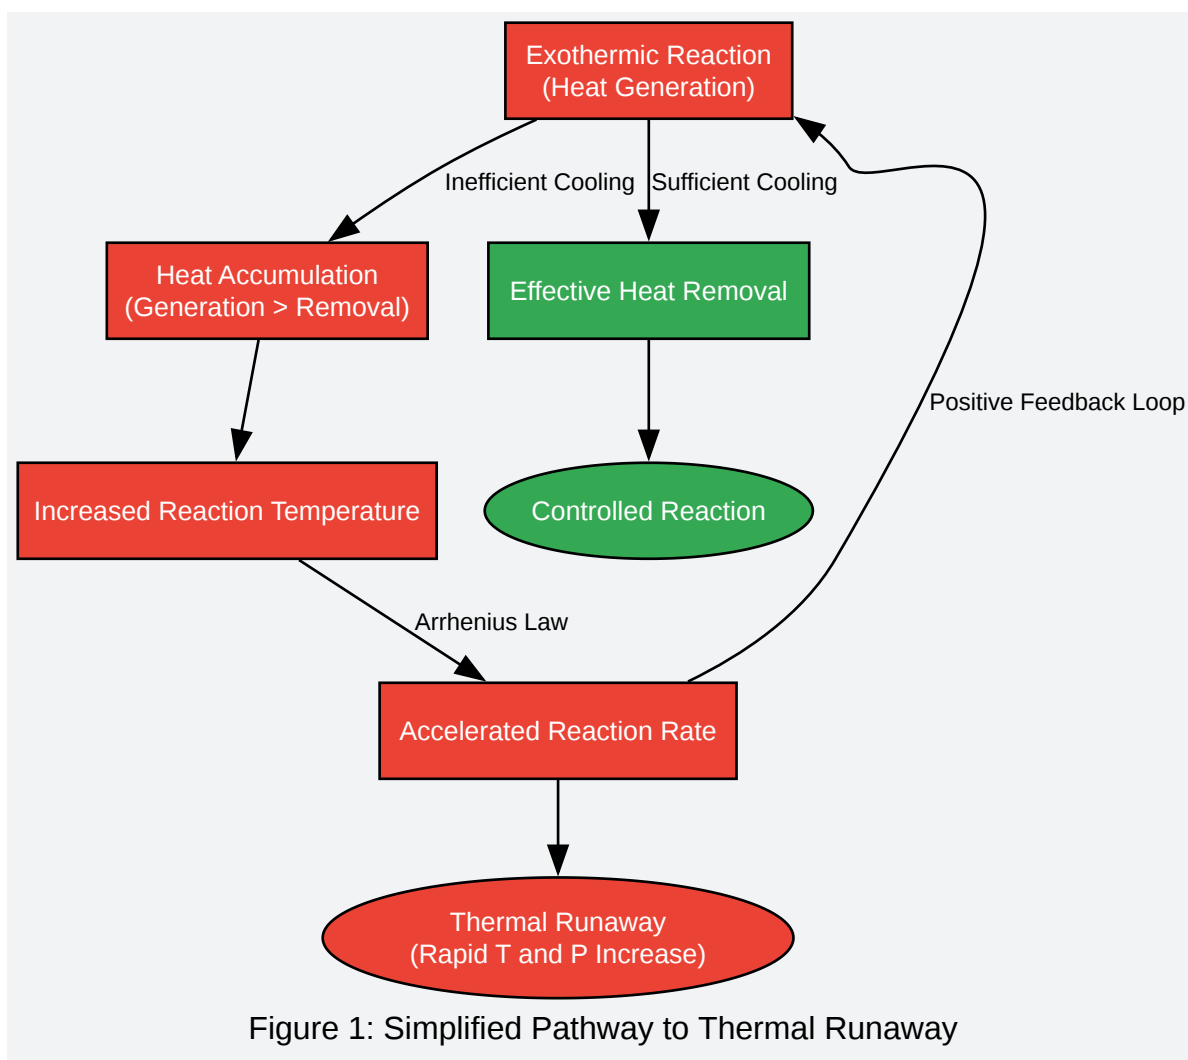 Exothermic Reaction
(Heat Generation)
Inefficient Cooling
Sufficient Cooling
Heat Accumulation
(Generation > Removal)
Effective Heat Removal
Positive Feedback Loop
Increased Reaction Temperature
Controlled Reaction
Arrhenius Law
Accelerated Reaction Rate
Thermal Runaway
(Rapid T and P Increase)
Figure 1: Simplified Pathway to Thermal Runaway